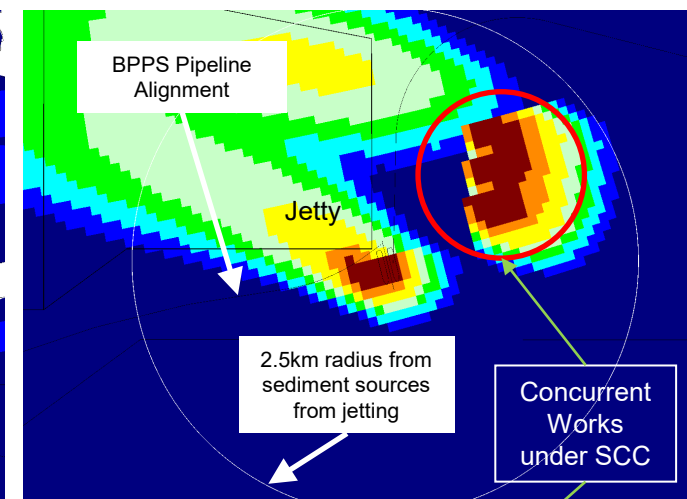 BPPS Pipeline
Alignment
Jetty
2.5km radius from
sediment sources
from jetting
Concurrent
Works
under SCC